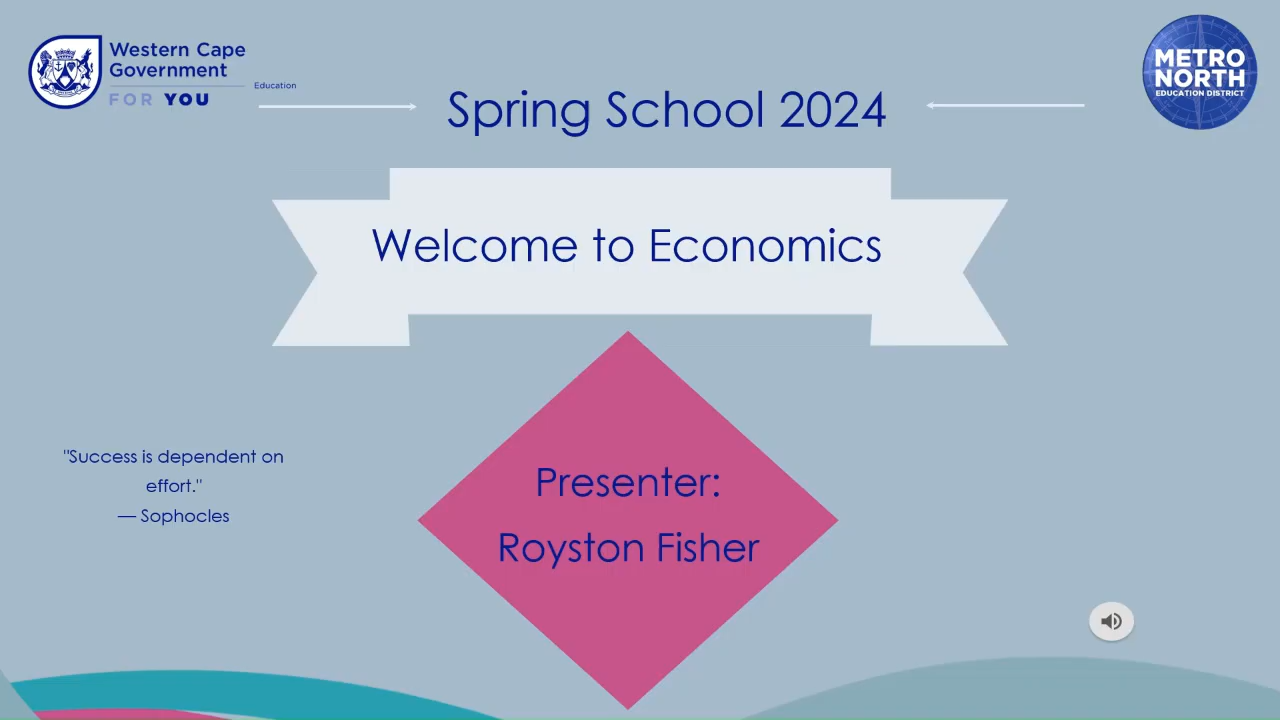 Western Cape
Government
Education
FOR YOU
METRO
NORTH
EDUCATION DISTRICT
Spring School 2024
Welcome to Economics
"Success is dependent on
effort."
— Sophocles
Presenter:
Royston Fisher